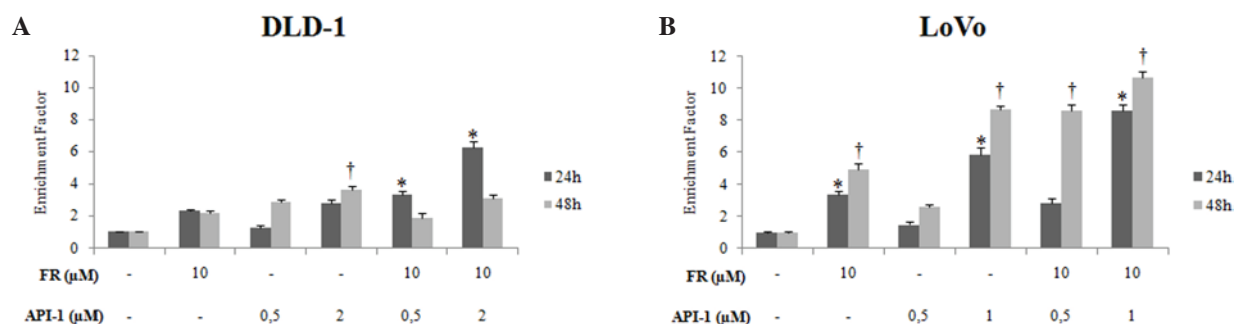 A
DLD-1
12
10
8
6
4
2
0
Enrichment Factor
* * †
24h
48h
FR (µM) - 10 - - 10 10
API-1 (µM) - - 0,5 2 0,5 2
B
LoVo
12
10
8
6
4
2
0
Enrichment Factor
* † * † † * †
24h
48h
FR (µM) - 10 - - 10 10
API-1 (µM) - - 0,5 1 0,5 1